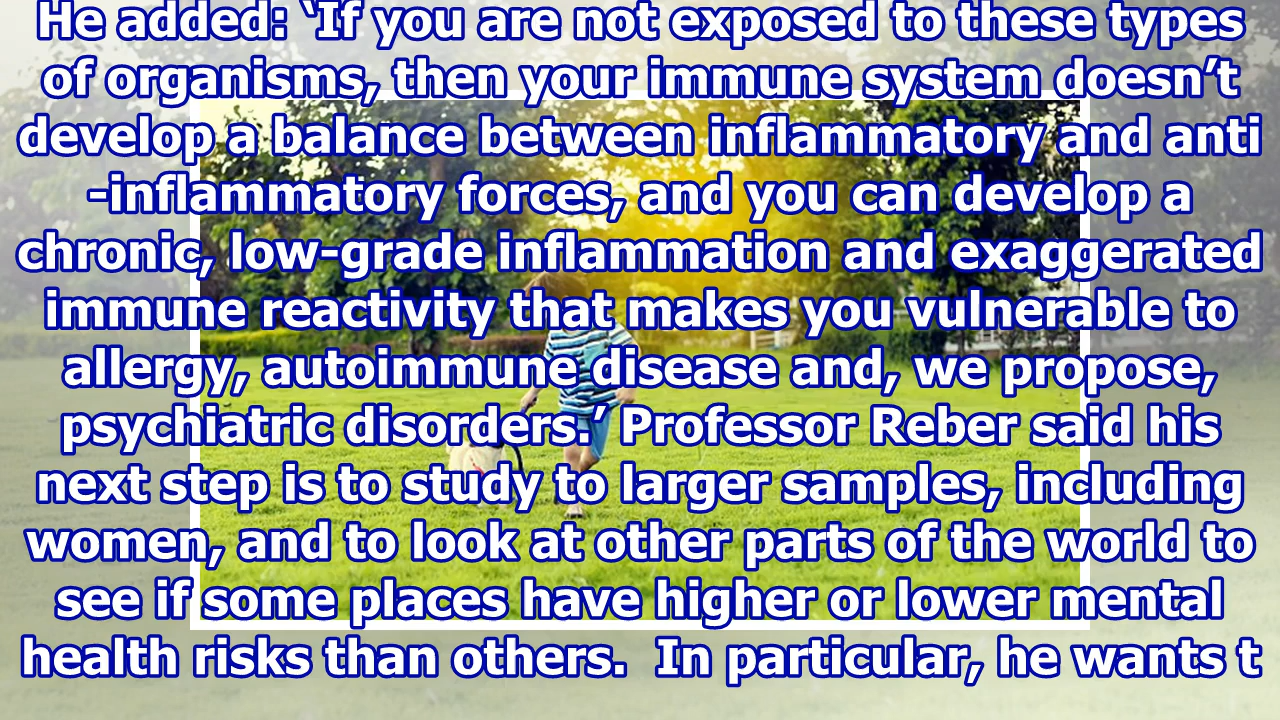 He added: ‘If you are not exposed to these types
of organisms, then your immune system doesn’t
develop a balance between inflammatory and anti
-inflammatory forces, and you can develop a
chronic, low-grade inflammation and exaggerated
immune reactivity that makes you vulnerable to
allergy, autoimmune disease and, we propose,
psychiatric disorders.’ Professor Reber said his
next step is to study to larger samples, including
women, and to look at other parts of the world to
see if some places have higher or lower mental
health risks than others.  In particular, he wants t